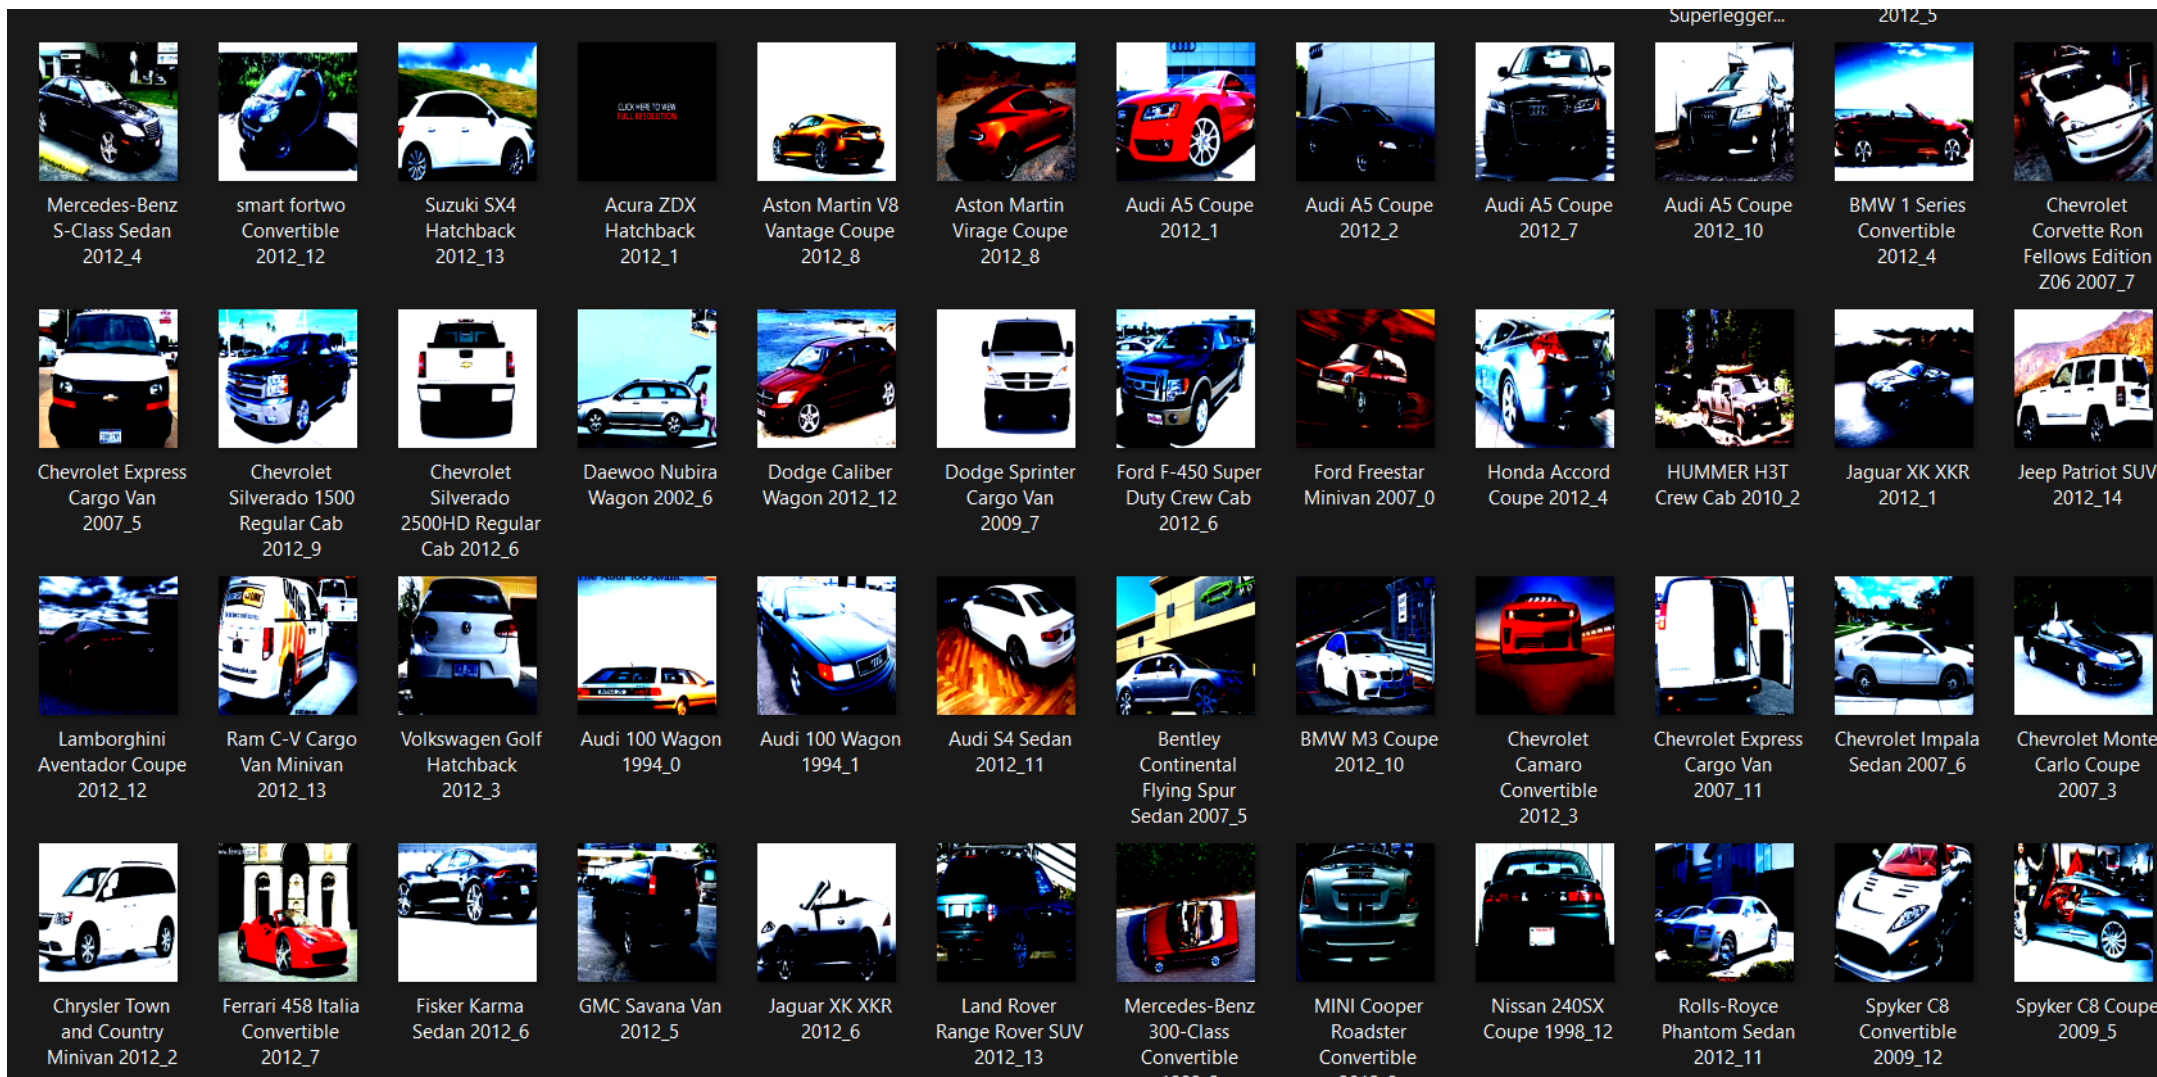 Superlegger...
2012_5
CLICK HERE TO VIEW
FULL RESOLUTION
Mercedes-Benz
S-Class Sedan
2012_4
smart fortwo
Convertible
2012_12
Suzuki SX4
Hatchback
2012_13
Acura ZDX
Hatchback
2012_1
Aston Martin V8
Vantage Coupe
2012_8
Aston Martin
Virage Coupe
2012_8
Audi A5 Coupe
2012_1
Audi A5 Coupe
2012_2
Audi A5 Coupe
2012_7
Audi A5 Coupe
2012_10
BMW 1 Series
Convertible
2012_4
Chevrolet
Corvette Ron
Fellows Edition
Z06 2007_7
Chevrolet Express
Cargo Van
2007_5
Chevrolet
Silverado 1500
Regular Cab
2012_9
Chevrolet
Silverado
2500HD Regular
Cab 2012_6
Daewoo Nubira
Wagon 2002_6
Dodge Caliber
Wagon 2012_12
Dodge Sprinter
Cargo Van
2009_7
Ford F-450 Super
Duty Crew Cab
2012_6
Ford Freestar
Minivan 2007_0
Honda Accord
Coupe 2012_4
HUMMER H3T
Crew Cab 2010_2
Jaguar XK XKR
2012_1
Jeep Patriot SUV
2012_14
Lamborghini
Aventador Coupe
2012_12
Ram C-V Cargo
Van Minivan
2012_13
Volkswagen Golf
Hatchback
2012_3
Audi 100 Wagon
1994_0
Audi 100 Wagon
1994_1
Audi S4 Sedan
2012_11
Bentley
Continental
Flying Spur
Sedan 2007_5
BMW M3 Coupe
2012_10
Chevrolet
Camaro
Convertible
2012_3
Chevrolet Express
Cargo Van
2007_11
Chevrolet Impala
Sedan 2007_6
Chevrolet Monte
Carlo Coupe
2007_3
Chrysler Town
and Country
Minivan 2012_2
Ferrari 458 Italia
Convertible
2012_7
Fisker Karma
Sedan 2012_6
GMC Savana Van
2012_5
Jaguar XK XKR
2012_6
Land Rover
Range Rover SUV
2012_13
Mercedes-Benz
300-Class
Convertible
MINI Cooper
Roadster
Convertible
Nissan 240SX
Coupe 1998_12
Rolls-Royce
Phantom Sedan
2012_11
Spyker C8
Convertible
2009_12
Spyker C8 Coupe
2009_5